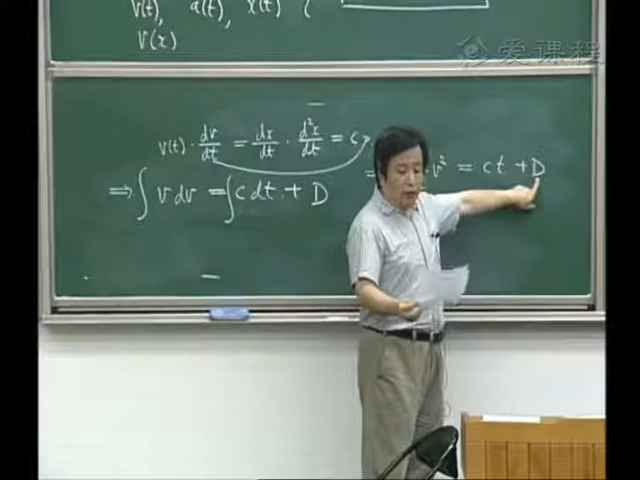 v(t), a(t), x(t), (
v(x)
爱课程
v(t) · dv/dt = dx/dt · d²x/dt² = c
⇒ ∫ v dv = ∫ c dt + D
v² = ct + D